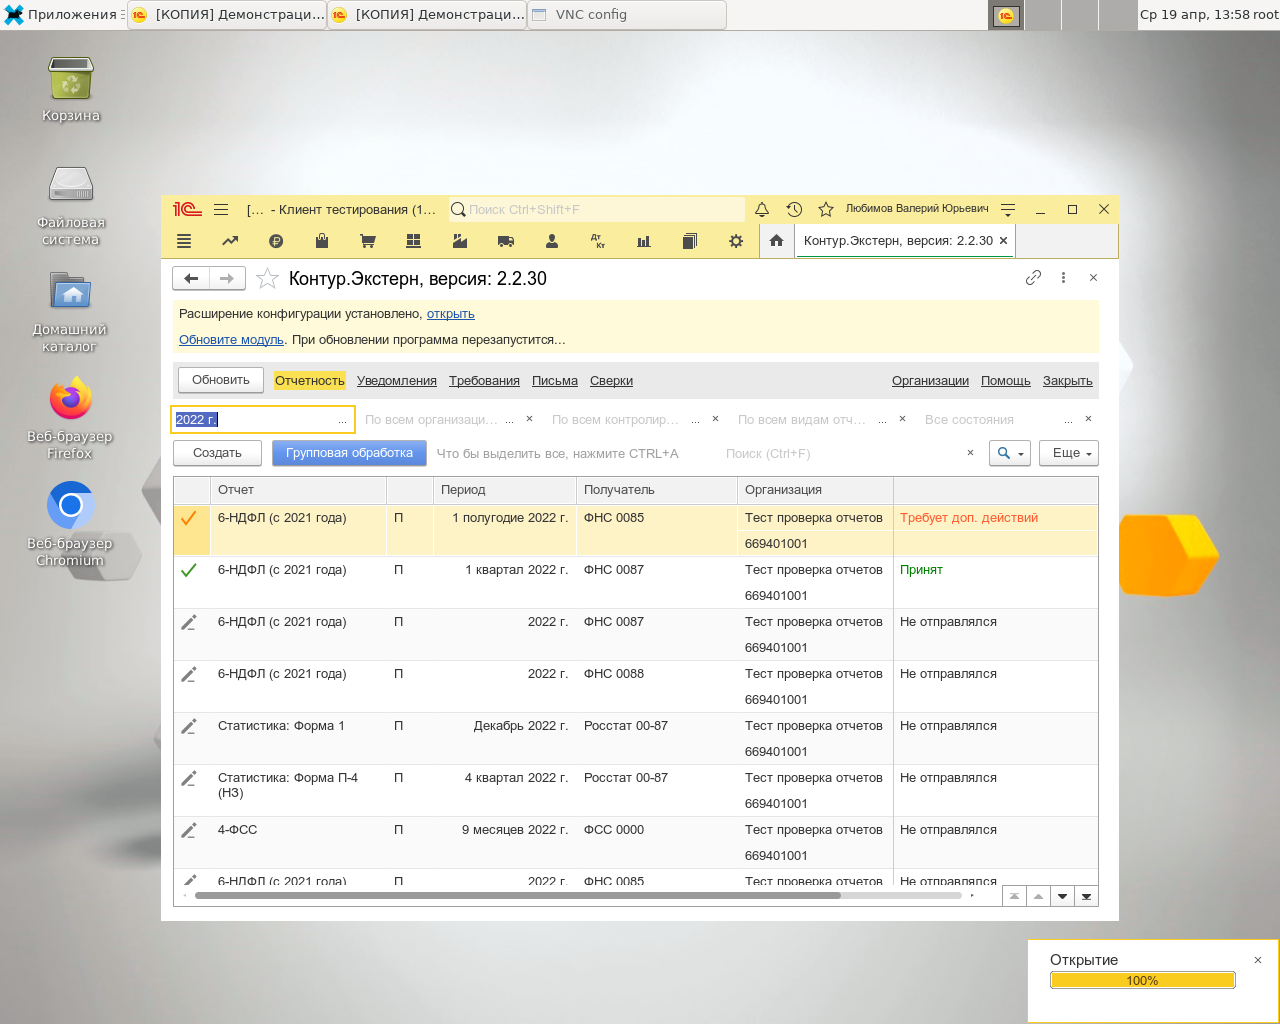 Приложения
[КОПИЯ] Демонстраци...
[КОПИЯ] Демонстраци...
VNC config
1С
Ср 19 апр, 13:58 root
Корзина
Файловая
система
Домашний
каталог
Веб-браузер
Firefox
Веб-браузер
Chromium
1С
[... - Клиент тестирования (1...
Поиск Ctrl+Shift+F
Любимов Валерий Юрьевич
Дт
Кт
Контур.Экстерн, версия: 2.2.30 ×
Контур.Экстерн, версия: 2.2.30
Расширение конфигурации установлено, открыть
Обновите модуль. При обновлении программа перезапустится...
Обновить
Отчетность
Уведомления
Требования
Письма
Сверки
Организации
Помощь
Закрыть
2022 г. ...
По всем организаци... ... ×
По всем контролир... ... ×
По всем видам отч... ... ×
Все состояния ... ×
Создать
Групповая обработка
Что бы выделить все, нажмите CTRL+A
Поиск (Ctrl+F) ×
Еще
Отчет Период Получатель Организация
6-НДФЛ (с 2021 года) П 1 полугодие 2022 г. ФНС 0085 Тест проверка отчетов Требует доп. действий
669401001
6-НДФЛ (с 2021 года) П 1 квартал 2022 г. ФНС 0087 Тест проверка отчетов Принят
669401001
6-НДФЛ (с 2021 года) П 2022 г. ФНС 0087 Тест проверка отчетов Не отправлялся
669401001
6-НДФЛ (с 2021 года) П 2022 г. ФНС 0088 Тест проверка отчетов Не отправлялся
669401001
Статистика: Форма 1 П Декабрь 2022 г. Росстат 00-87 Тест проверка отчетов Не отправлялся
669401001
Статистика: Форма П-4 П 4 квартал 2022 г. Росстат 00-87 Тест проверка отчетов Не отправлялся
(НЗ)
669401001
4-ФСС П 9 месяцев 2022 г. ФСС 0000 Тест проверка отчетов Не отправлялся
669401001
6-НДФЛ (с 2021 года) П 2022 г. ФНС 0085 Тест проверка отчетов Не отправлялся
Открытие
100%